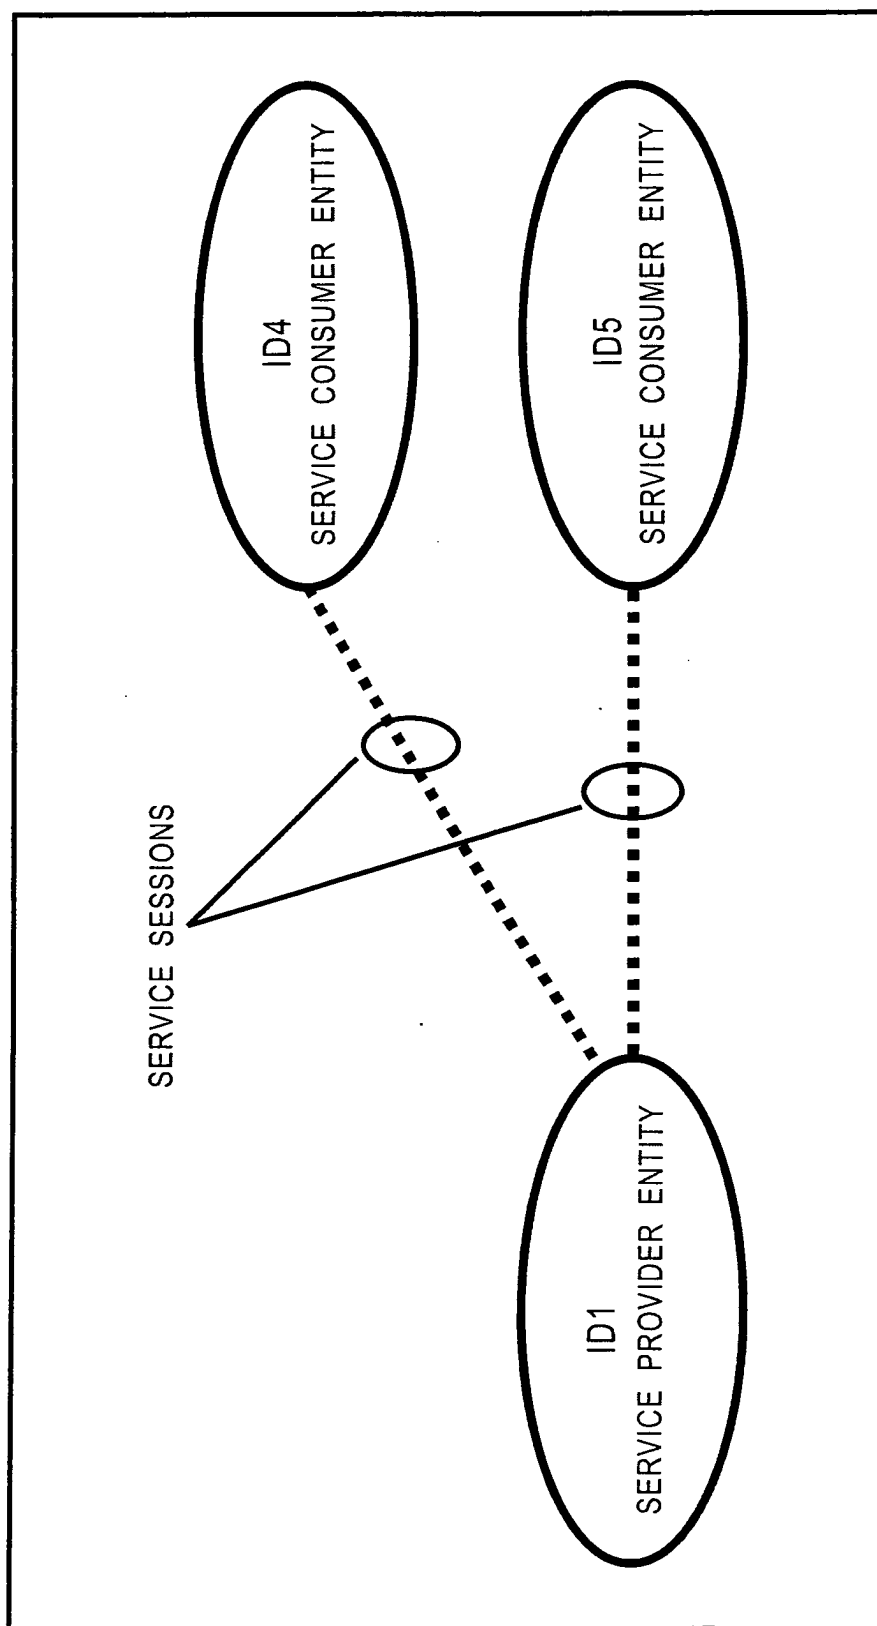 SERVICE SESSIONS
ID4
SERVICE CONSUMER ENTITY
ID1
SERVICE PROVIDER ENTITY
ID5
SERVICE CONSUMER ENTITY